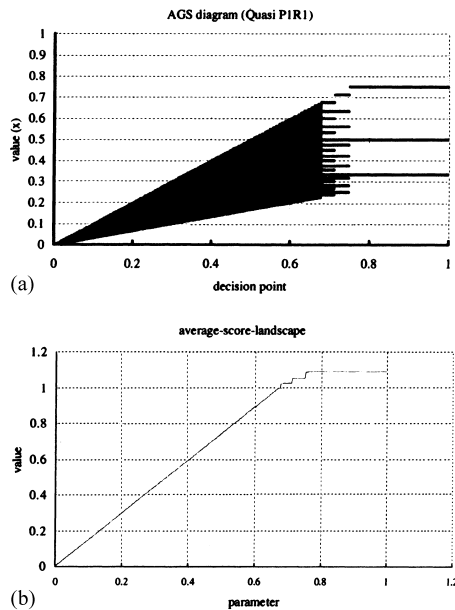 AGS diagram (Quasi P1R1)
1
0.9
0.8
0.7
0.6
0.5
0.4
0.3
0.2
0.1
0
value (x)
0 0.2 0.4 0.6 0.8 1
decision point
(a)
average-score-landscape
1.2
1
0.8
0.6
0.4
0.2
0
value
0 0.2 0.4 0.6 0.8 1 1.2
parameter
(b)